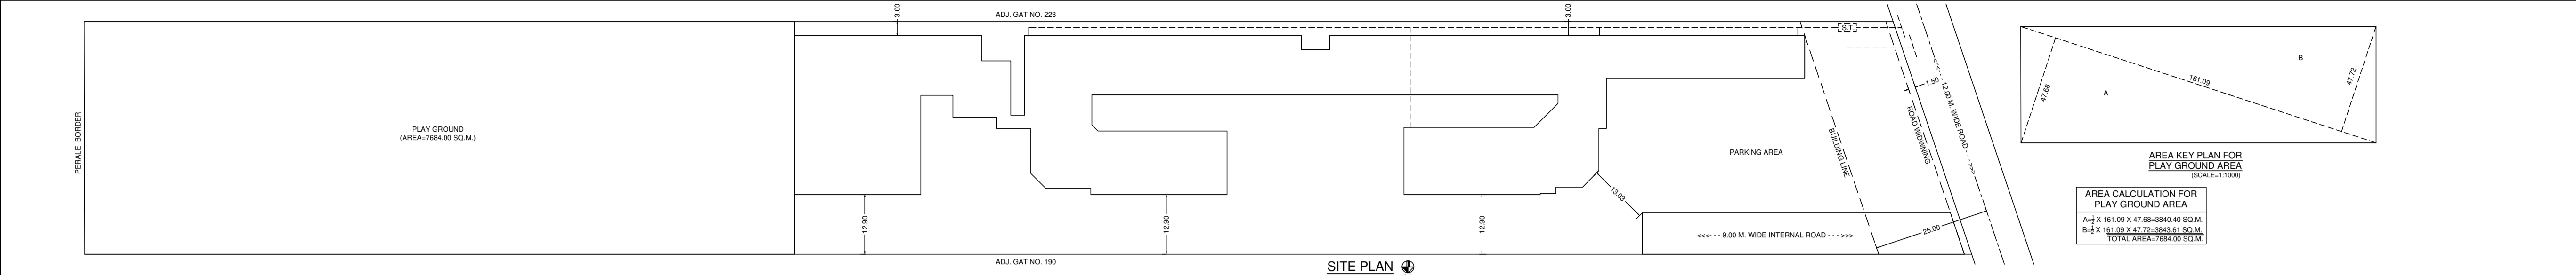 ADJ. GAT NO. 223
3.00
3.00
S.T.
PERALE BORDER
PLAY GROUND
(AREA=7684.00 SQ.M.)
12.90
12.90
12.90
13.03
PARKING AREA
BUILDING LINE
ROAD WIDWNING
1.50
<<<- - - 12.00 M. WIDE ROAD - - - >>>
<<<- - - 9.00 M. WIDE INTERNAL ROAD - - - >>>
25.00
ADJ. GAT NO. 190
SITE PLAN
A
B
161.09
47.68
47.72
AREA KEY PLAN FOR
PLAY GROUND AREA
(SCALE=1:1000)
AREA CALCULATION FOR
PLAY GROUND AREA
A=½ X 161.09 X 47.68=3840.40 SQ.M.
B=½ X 161.09 X 47.72=3843.61 SQ.M.
TOTAL AREA=7684.00 SQ.M.